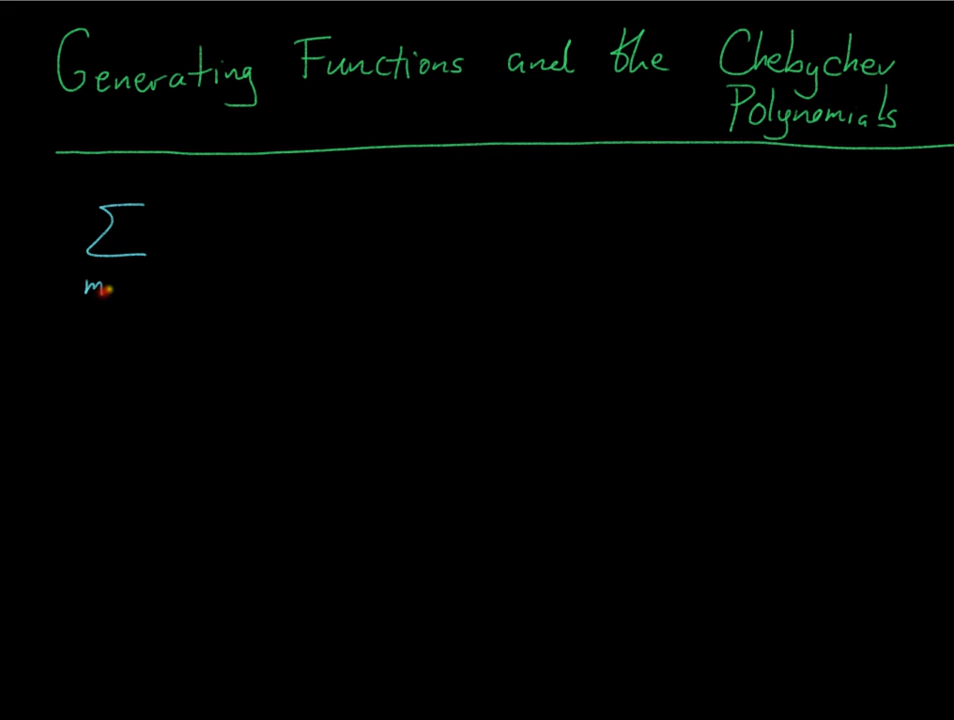 Generating Functions and the Chebychev
Polynomials
Σ
m